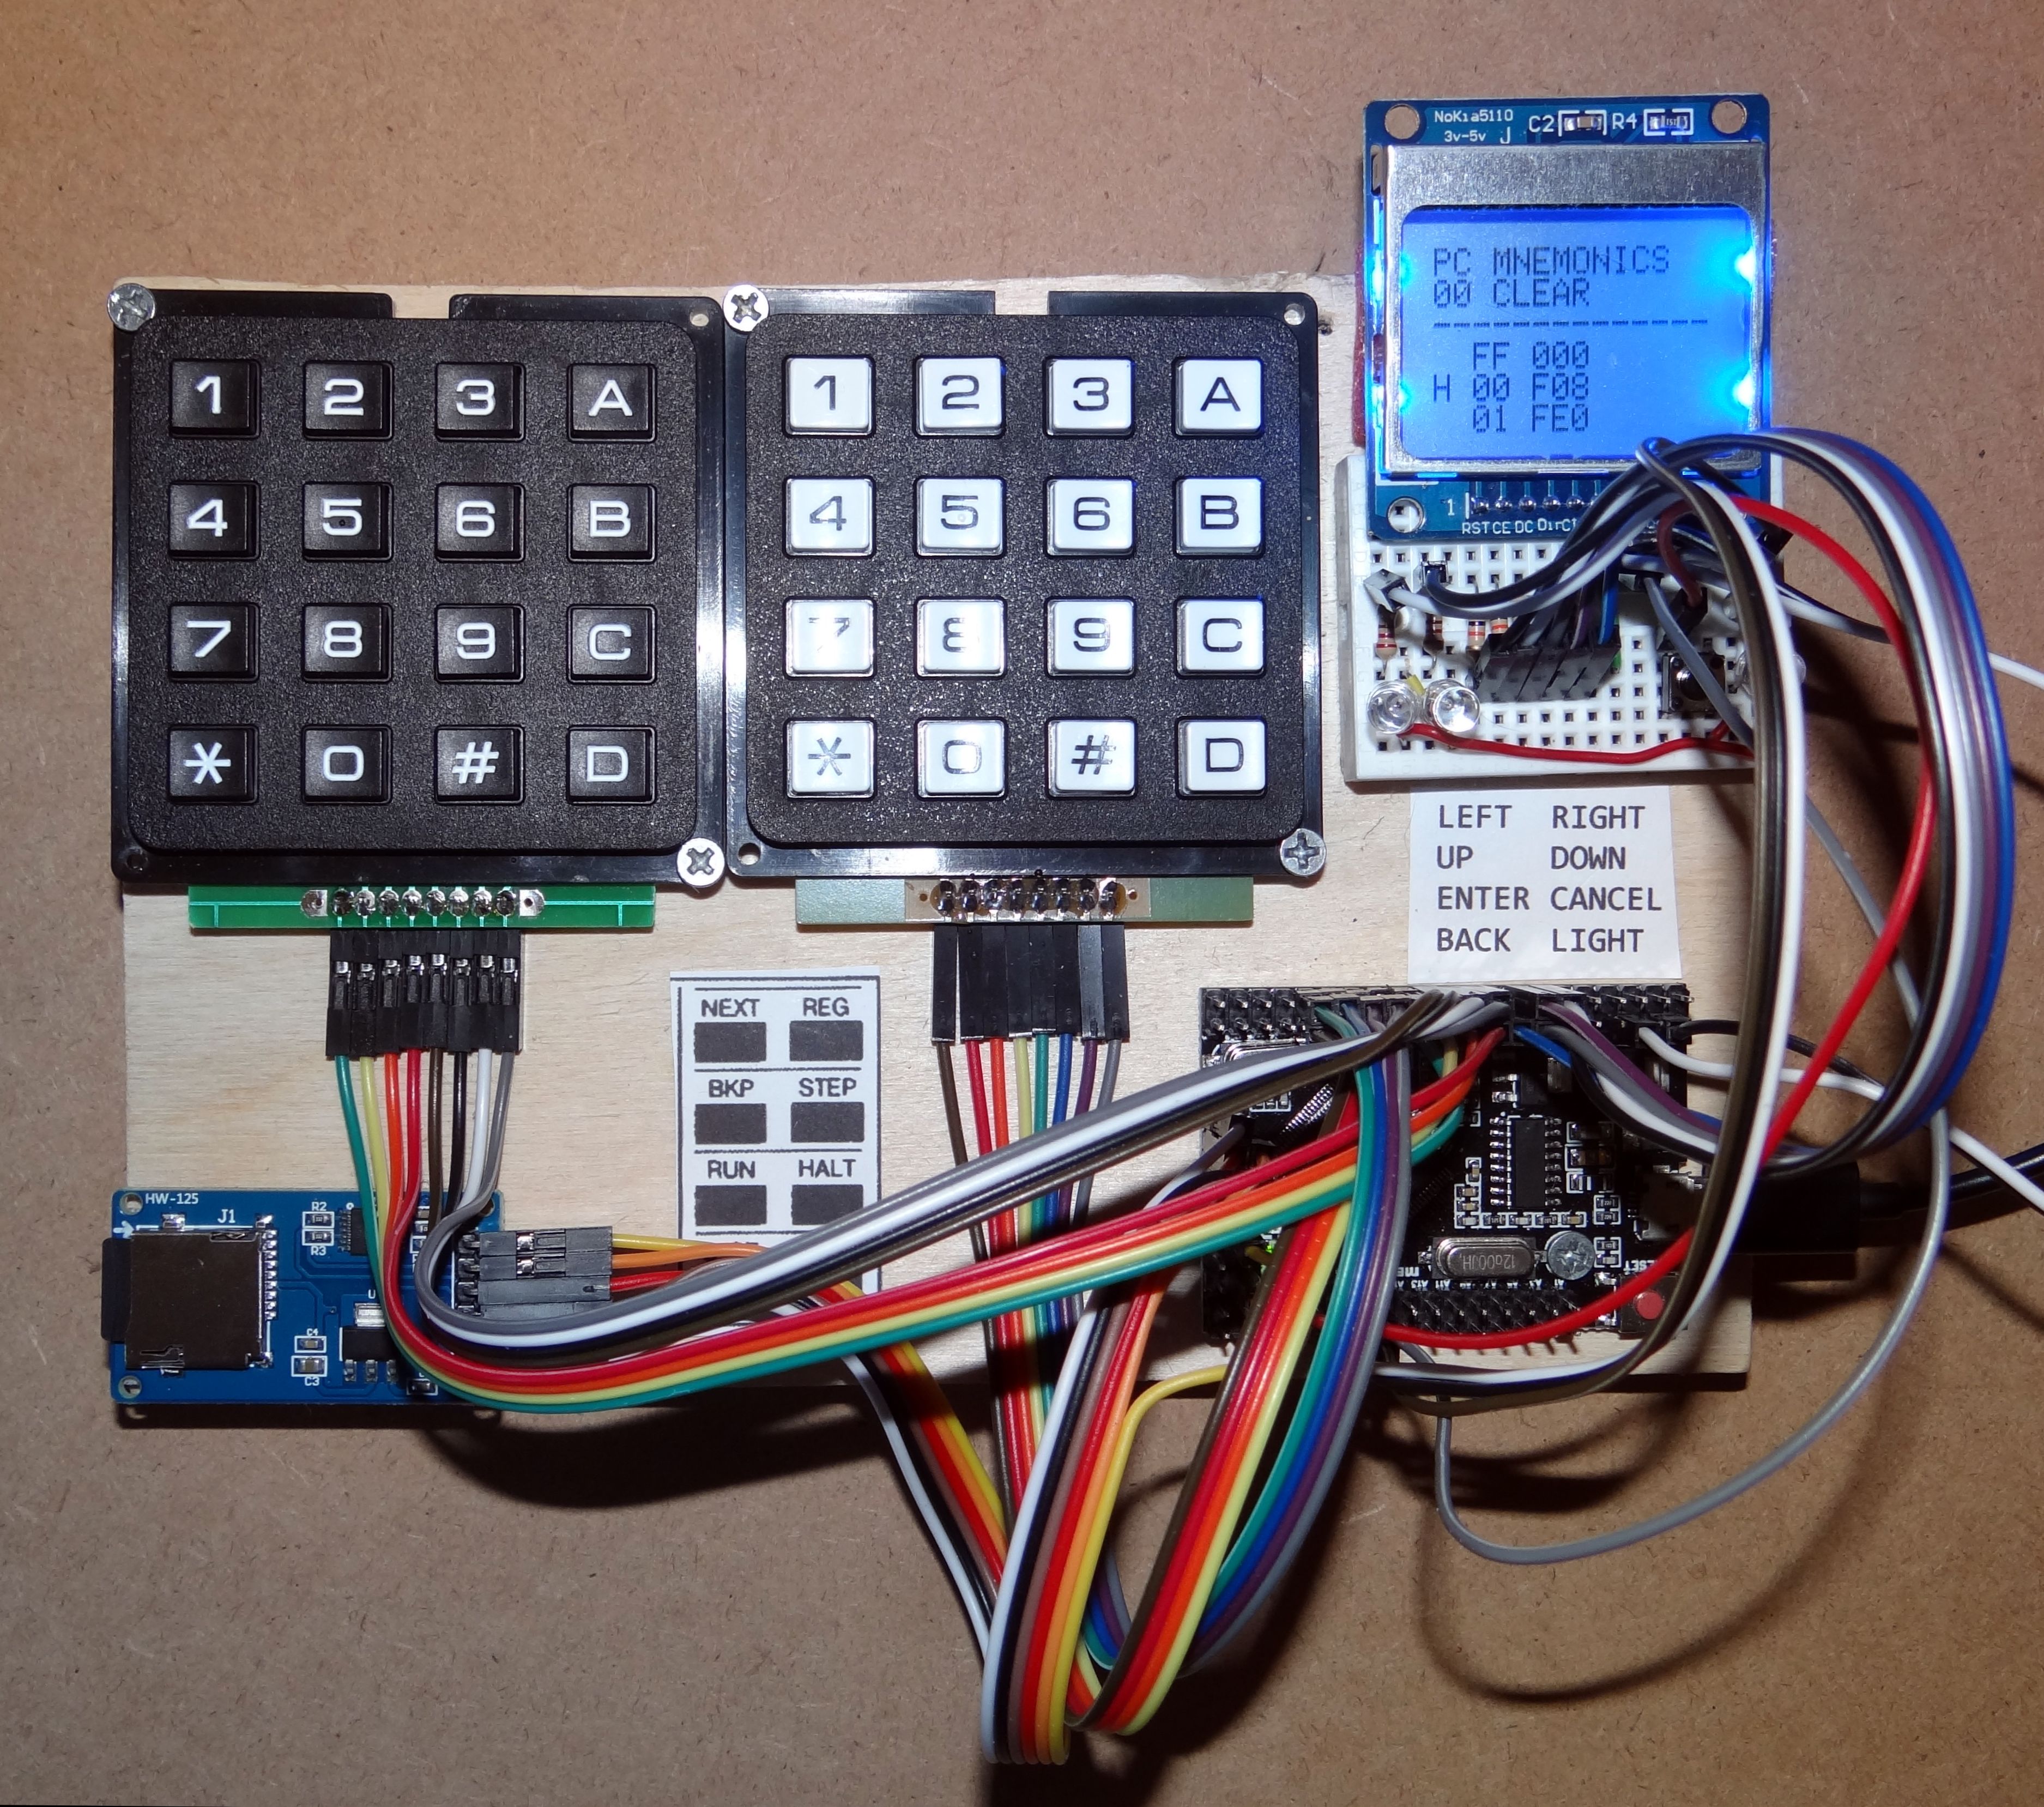 NoKia5110
3v-5v J
C2 R4
PC MNEMONICS
00 CLEAR
FF 000
H 00 F08
01 FE0
1
RST CE DC
1 2 3 A
4 5 6 B
7 8 9 C
* 0 # D
1 2 3 A
4 5 6 B
7 8 9 C
* 0 # D
LEFT RIGHT
UP DOWN
ENTER CANCEL
BACK LIGHT
NEXT REG
BKP STEP
RUN HALT
HW-125
J1
R2
R3
C4
C3